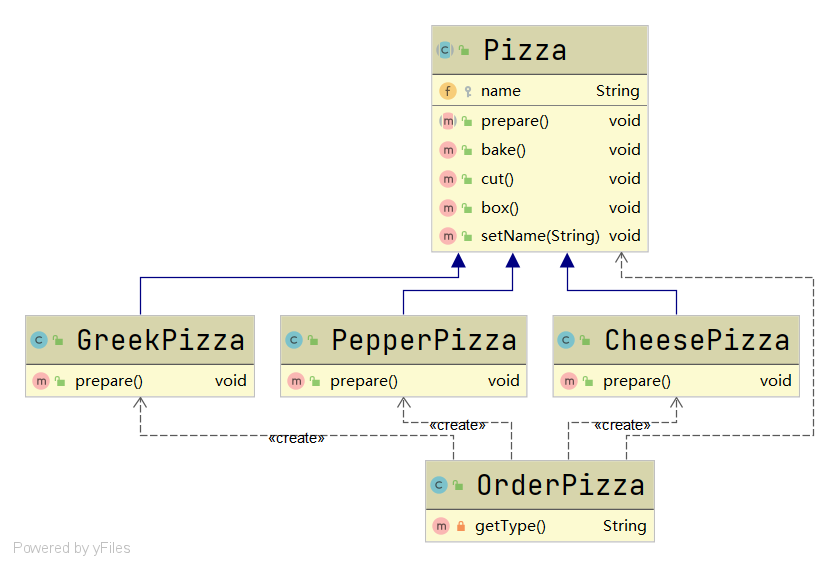 Pizza
name String
prepare() void
bake() void
cut() void
box() void
setName(String) void
GreekPizza
prepare() void
PepperPizza
prepare() void
CheesePizza
prepare() void
«create»
«create»
«create»
OrderPizza
getType() String
Powered by yFiles